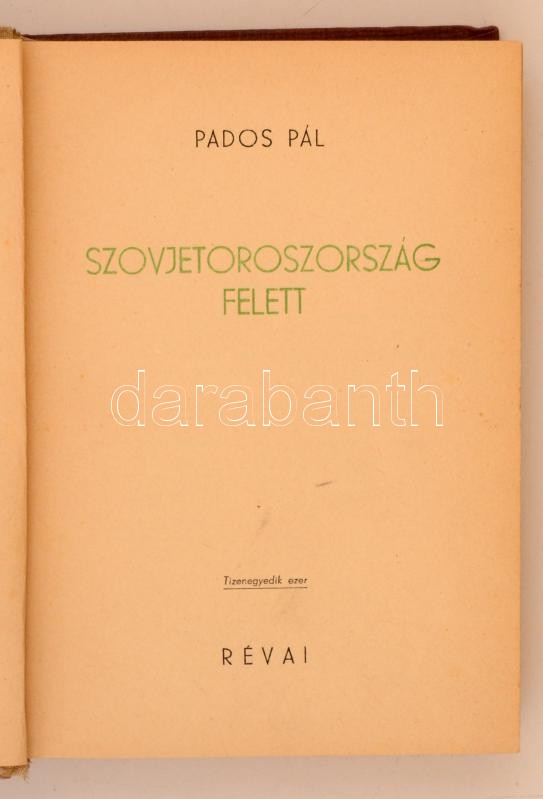 PADOS PÁL
SZOVJETOROSZORSZÁG
FELETT
darabanth
Tizenegyedik ezer
RÉVAI